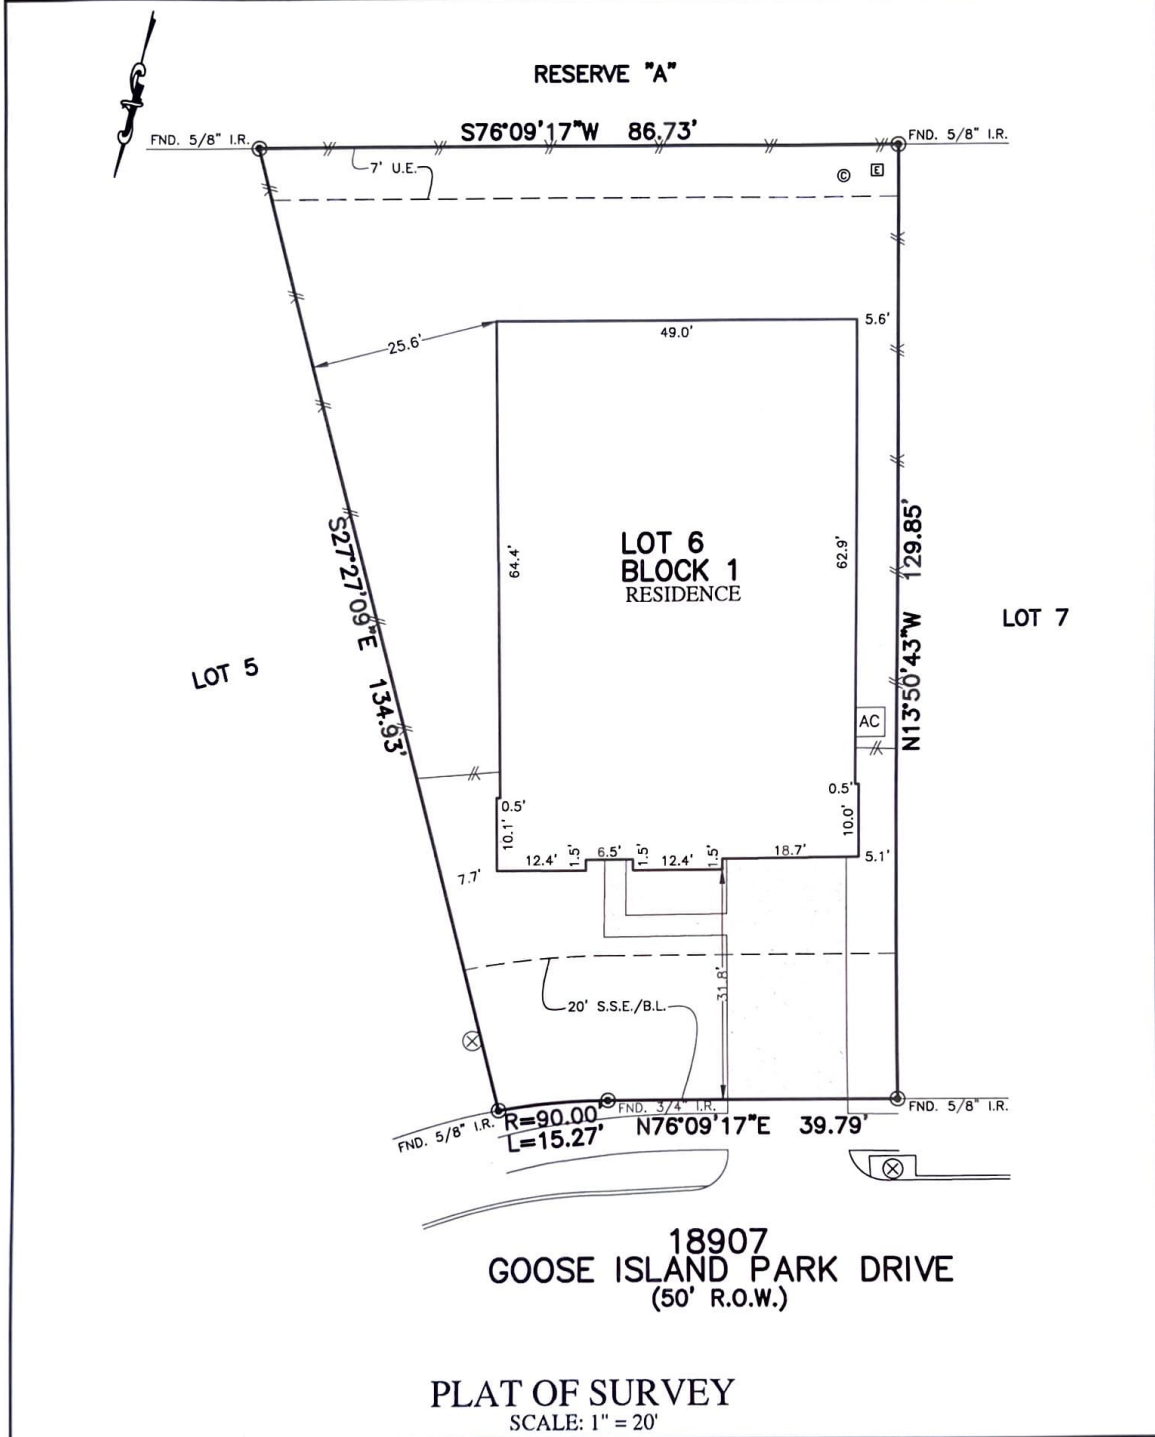 RESERVE "A"
S76°09'17"W 86.73'
FND. 5/8" I.R.
FND. 5/8" I.R.
7' U.E.
C
E
49.0'
5.6'
25.6'
S27°27'09"E 134.93'
64.4'
LOT 6
BLOCK 1
RESIDENCE
62.9'
N13°50'43"W 129.85'
LOT 7
LOT 5
AC
0.5'
10.1'
0.5'
10.0'
12.4'
1.5'
6.5'
1.5'
12.4'
1.5'
18.7'
5.1'
7.7'
31.8'
20' S.S.E./B.L.
FND. 5/8" I.R.
R=90.00'
L=15.27'
FND. 3/4" I.R.
N76°09'17"E 39.79'
FND. 5/8" I.R.
18907
GOOSE ISLAND PARK DRIVE
(50' R.O.W.)
PLAT OF SURVEY
SCALE: 1" = 20'